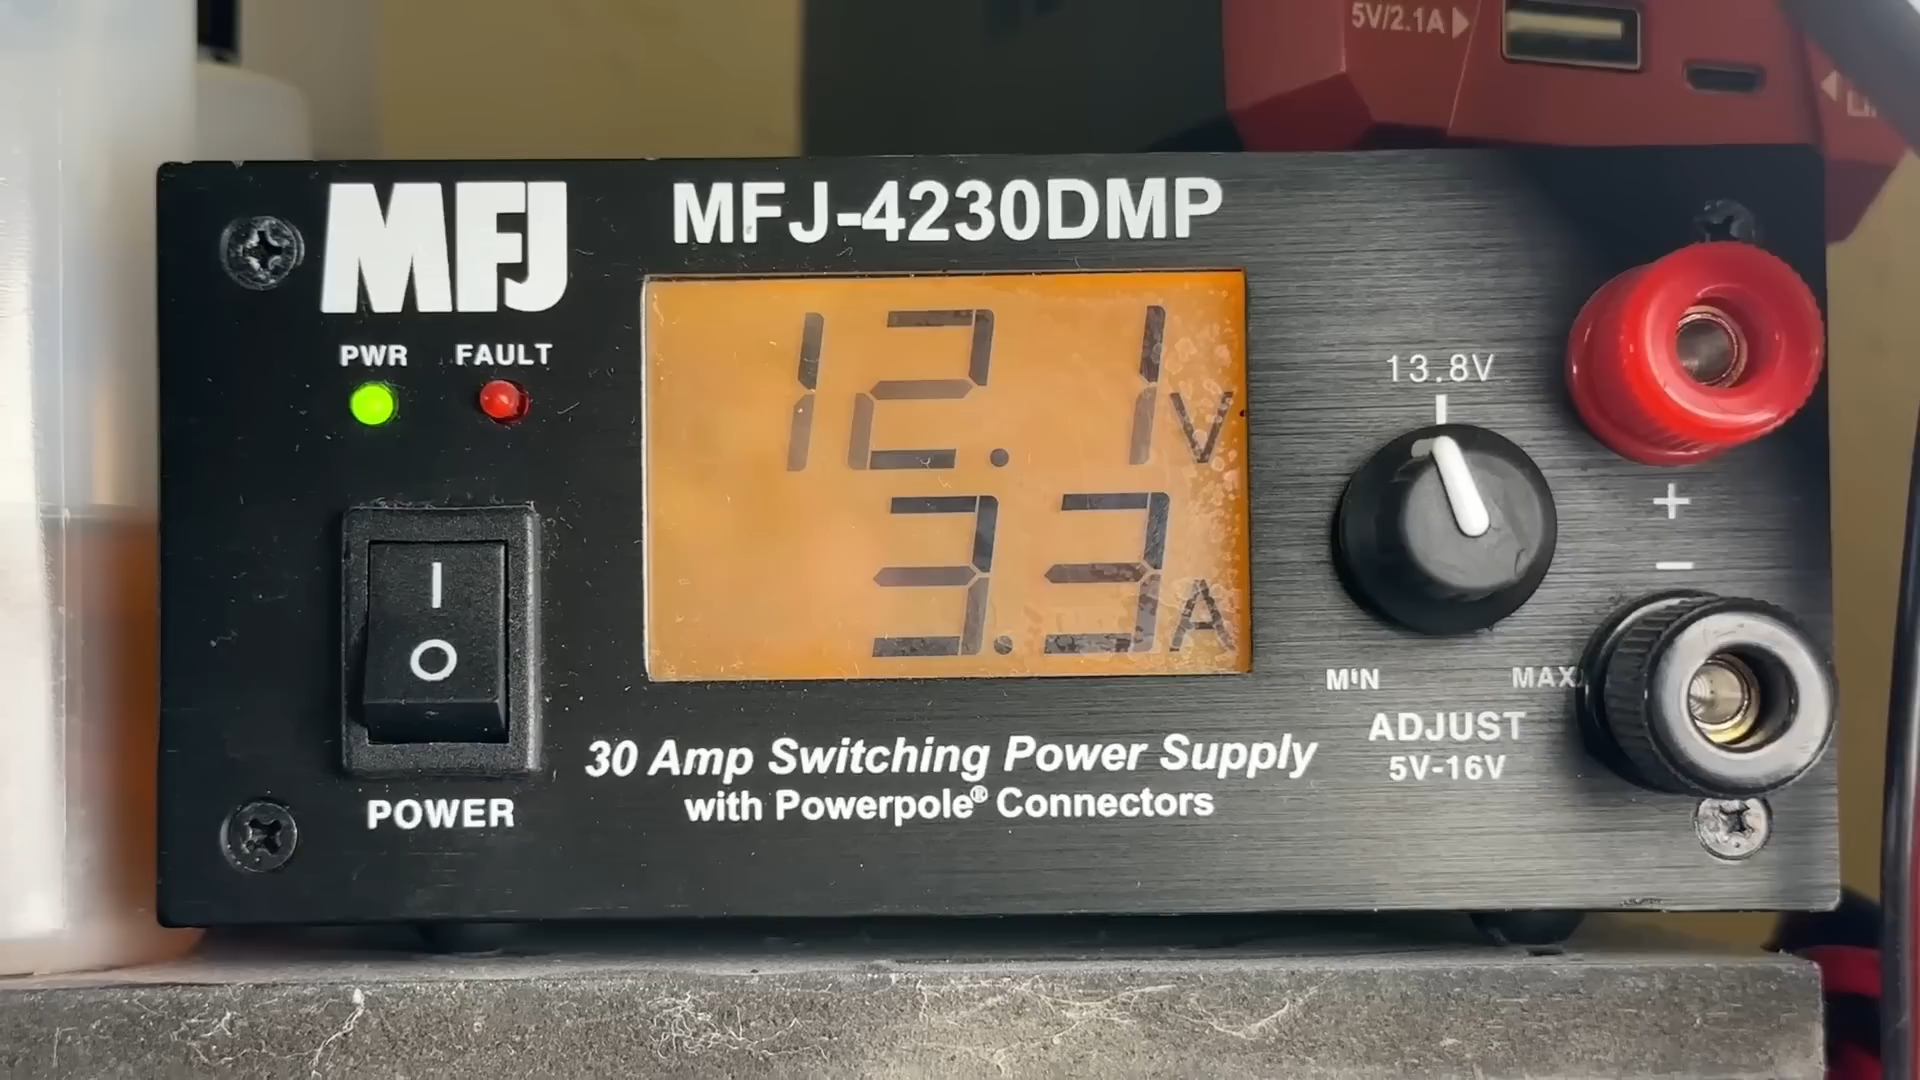 5V/2.1A
MFJ
MFJ-4230DMP
PWR
FAULT
12.1V
3.3A
13.8V
+
-
I
O
MIN
MAX
ADJUST
5V-16V
POWER
30 Amp Switching Power Supply
with Powerpole® Connectors